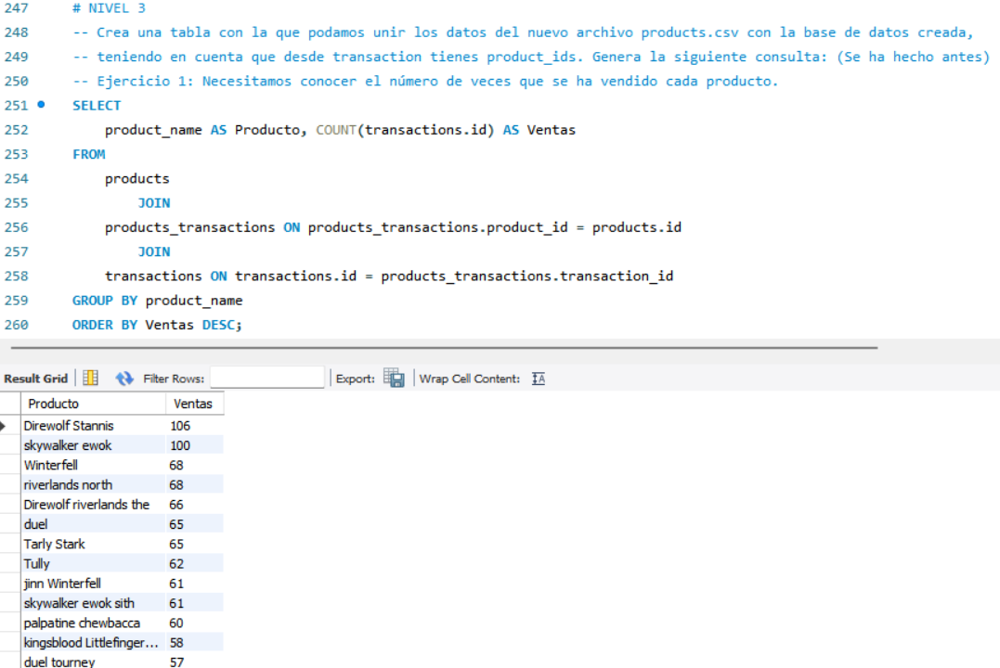 247 # NIVEL 3
248 -- Crea una tabla con la que podamos unir los datos del nuevo archivo products.csv con la base de datos creada,
249 -- teniendo en cuenta que desde transaction tienes product_ids. Genera la siguiente consulta: (Se ha hecho antes)
250 -- Ejercicio 1: Necesitamos conocer el número de veces que se ha vendido cada producto.
251 SELECT
252 product_name AS Producto, COUNT(transactions.id) AS Ventas
253 FROM
254 products
255 JOIN
256 products_transactions ON products_transactions.product_id = products.id
257 JOIN
258 transactions ON transactions.id = products_transactions.transaction_id
259 GROUP BY product_name
260 ORDER BY Ventas DESC;
Result Grid Filter Rows: Export: Wrap Cell Content: IA
Producto Ventas
Direwolf Stannis 106
skywalker ewok 100
Winterfell 68
riverlands north 68
Direwolf riverlands the 66
duel 65
Tarly Stark 65
Tully 62
jinn Winterfell 61
skywalker ewok sith 61
palpatine chewbacca 60
kingsblood Littlefinger... 58
duel tourney 57